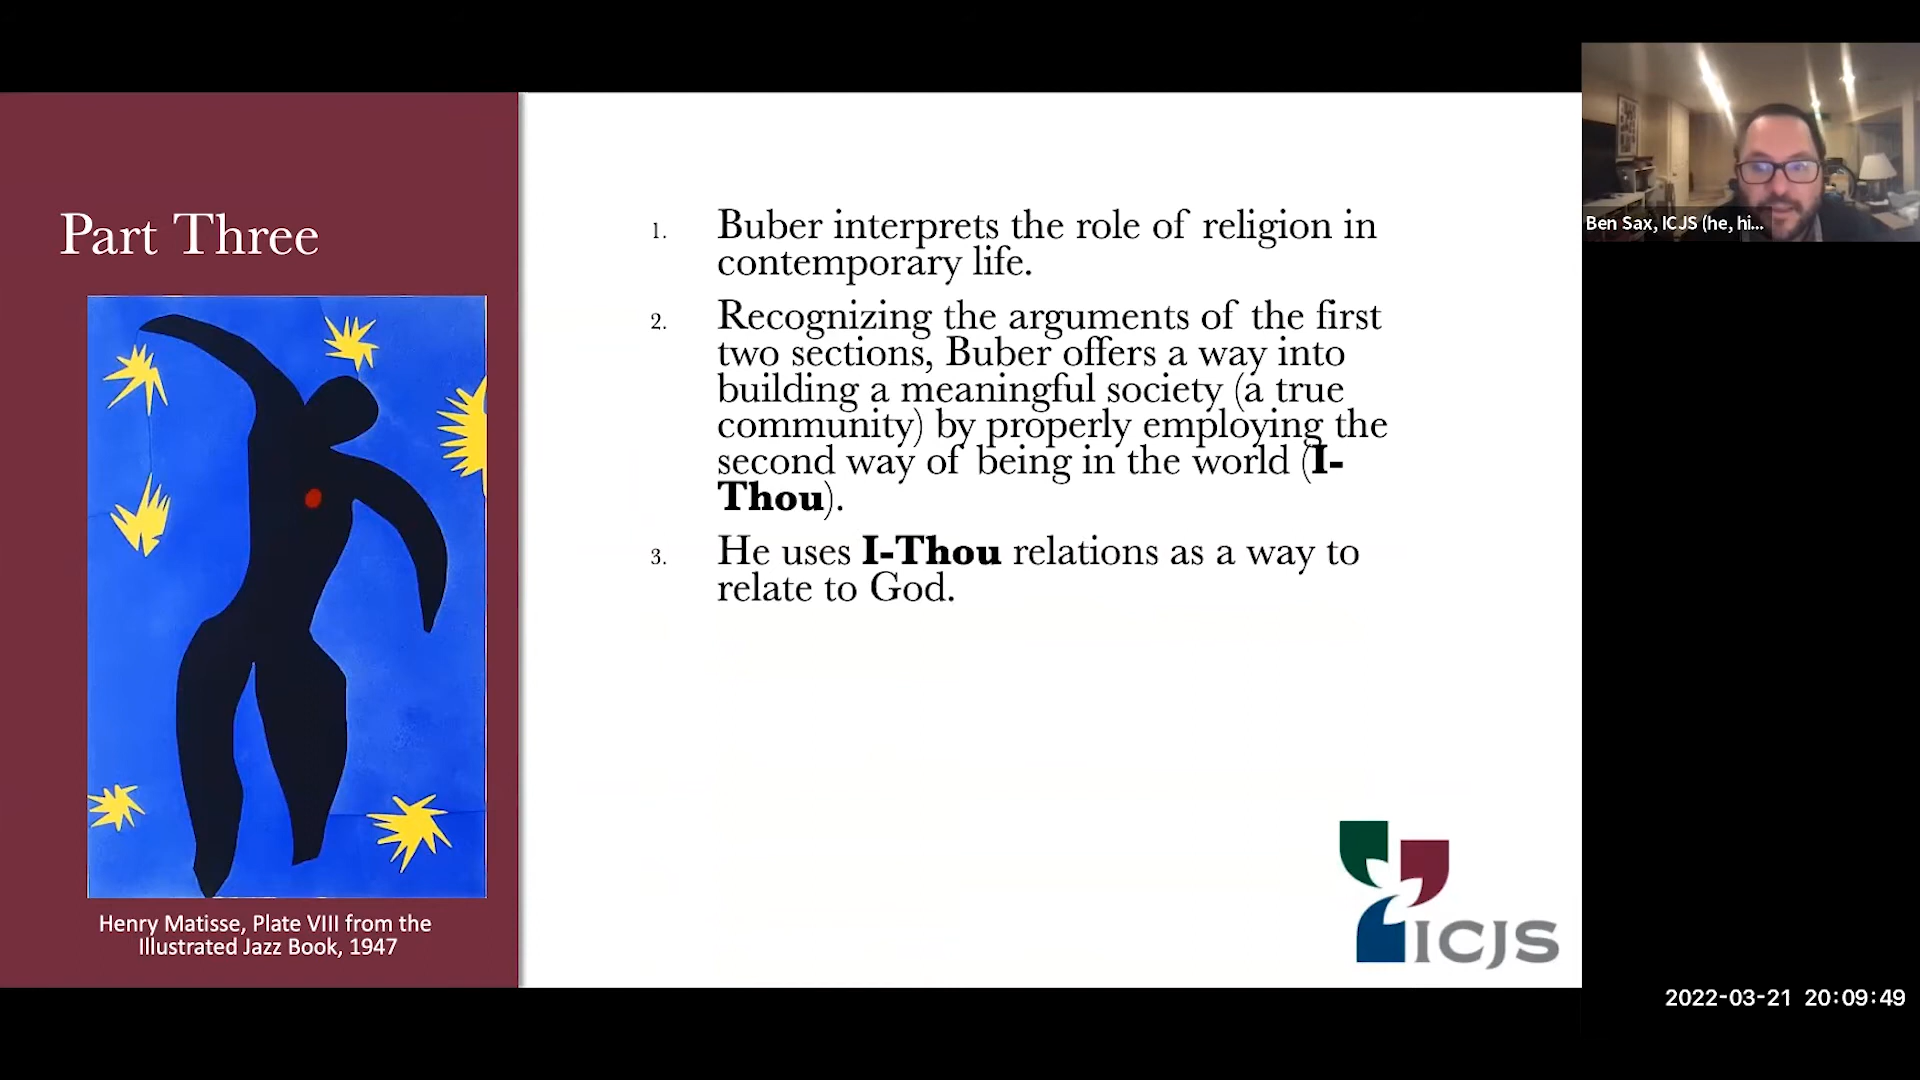 Part Three
Henry Matisse, Plate VIII from the
Illustrated Jazz Book, 1947
1. Buber interprets the role of religion in
contemporary life.
2. Recognizing the arguments of the first
two sections, Buber offers a way into
building a meaningful society (a true
community) by properly employing the
second way of being in the world (I-
Thou).
3. He uses I-Thou relations as a way to
relate to God.
ICJS
Ben Sax, ICJS (he, hi...
2022-03-21 20:09:49